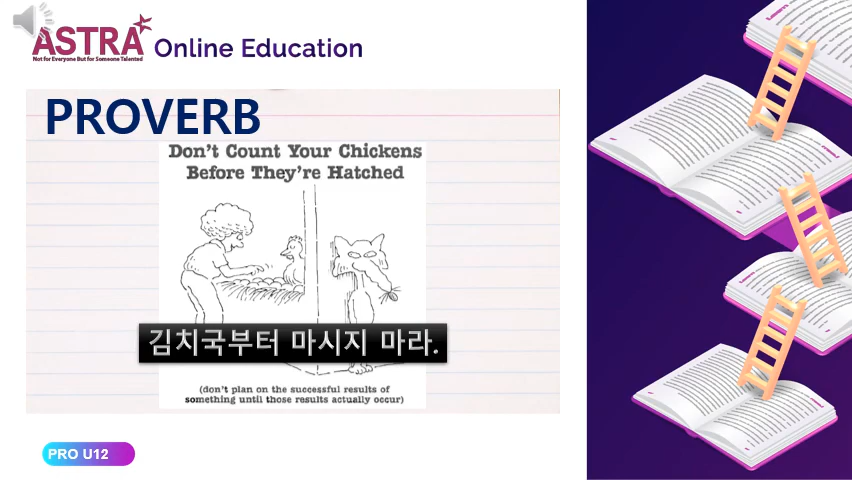 ASTRA
Not for Everyone But for Someone Talented
Online Education
PROVERB
Don't Count Your Chickens
Before They're Hatched
김치국부터 마시지 마라.
(don't plan on the successful results of
something until those results actually occur)
PRO U12